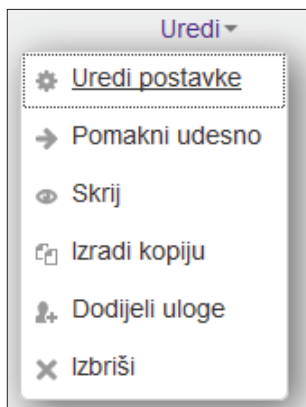 Uredi
Uredi postavke
Pomakni udesno
Skrij
Izradi kopiju
Dodijeli uloge
Izbriši